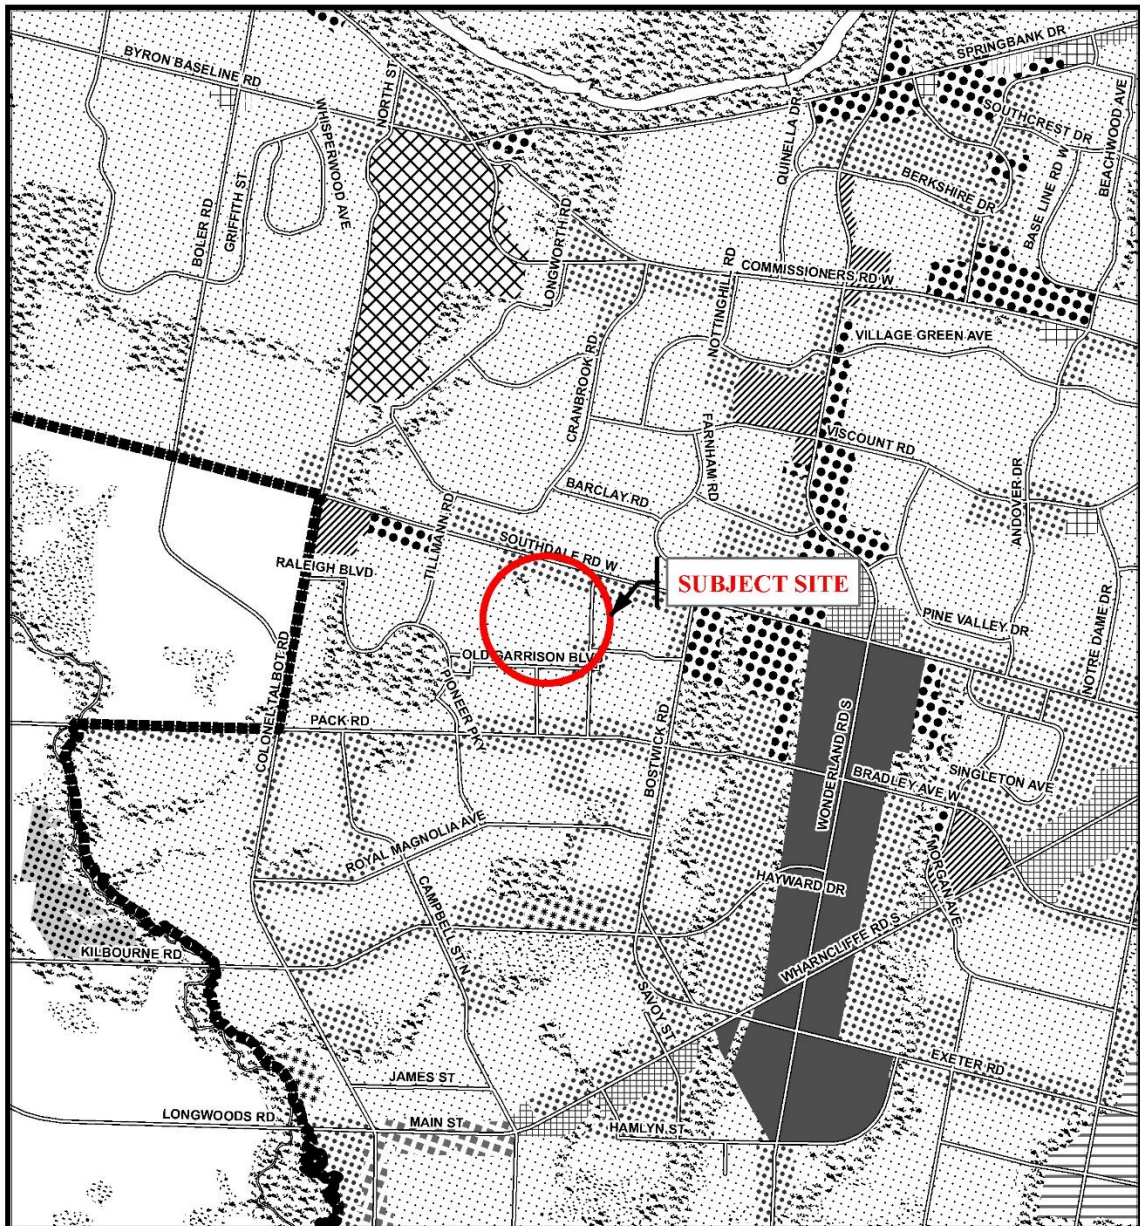 SPRINGBANK DR
BYRON BASELINE RD
NORTH ST
WHISPERWOOD AVE
GRIFFITH ST
BOLER RD
QUINELLA DR
SOUTHCREST DR
BEACHWOOD AVE
BASE LINE RD W
BERKSHIRE DR
LONGWORTH RD
COMMISSIONERS RD W
NOTTINGHILL RD
VILLAGE GREEN AVE
CRANBROOK RD
FARNHAM RD
VISCOUNT RD
ANDOVER DR
BARCLAY RD
TILLMANN RD
SOUTHDALE RD W
RALEIGH BLVD
SUBJECT SITE
PINE VALLEY DR
NOTRE DAME DR
OLD GARRISON BLV
COLONEL TALBOT RD
PIONEER PKY
PACK RD
BOSTWICK RD
WONDERLAND RD S
BRADLEY AVE W
SINGLETON AVE
ROYAL MAGNOLIA AVE
HAYWARD DR
MORGAN AVE
CAMPBELL ST N
KILBOURNE RD
WHARNCLIFFE RD S
SAVOY ST
EXETER RD
JAMES ST
LONGWOODS RD
MAIN ST
HAMLYN ST